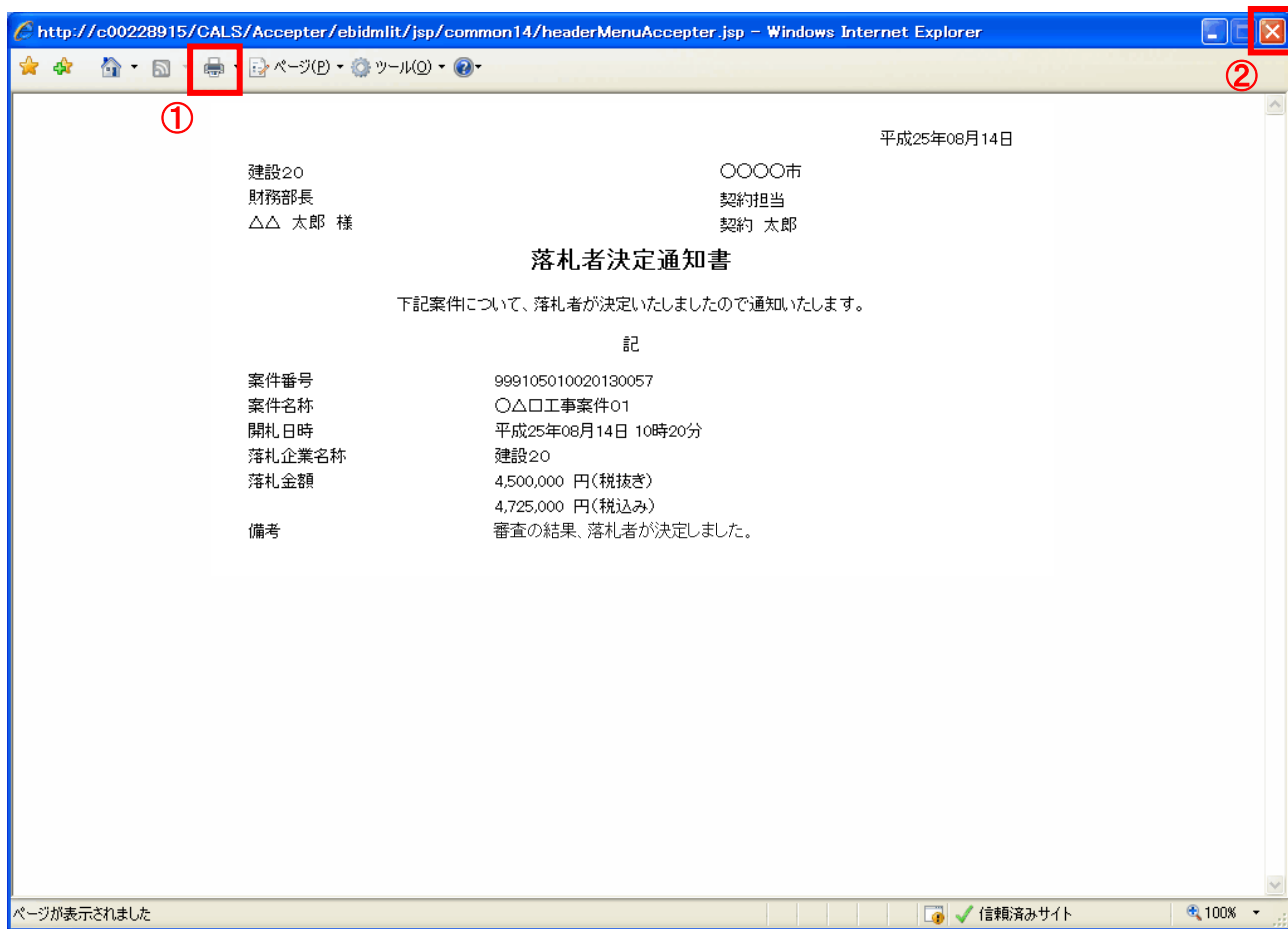 http://c00228915/CALS/Accepter/ebidmlit/jsp/common14/headerMenuAccepter.jsp - Windows Internet Explorer
ページ(P) ツール(O)
① ②
平成25年08月14日
建設20 〇〇〇〇市
財務部長 契約担当
△△ 太郎 様 契約 太郎
落札者決定通知書
下記案件について、落札者が決定いたしましたので通知いたします。
記
案件番号 999105010020130057
案件名称 〇△口工事案件01
開札日時 平成25年08月14日 10時20分
落札企業名称 建設20
落札金額 4,500,000 円(税抜き)
4,725,000 円(税込み)
備考 審査の結果、落札者が決定しました。
ページが表示されました 信頼済みサイト 100%